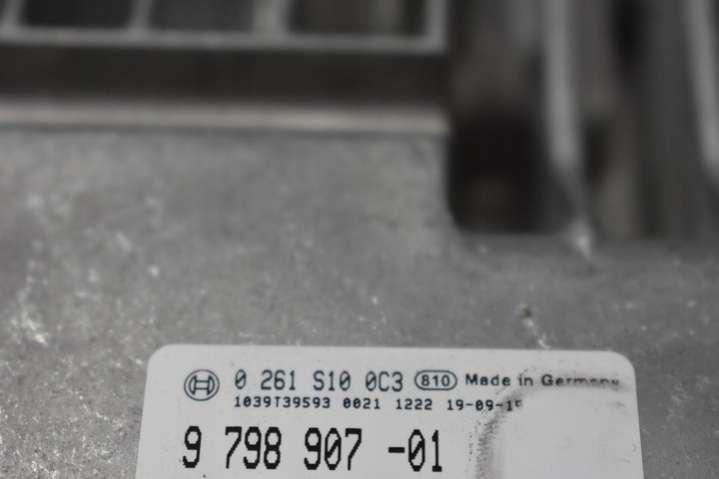 0 261 S10 0C3 810 Made in Germany
1039T39593 0021 1222 19-09-
9 798 907 -01